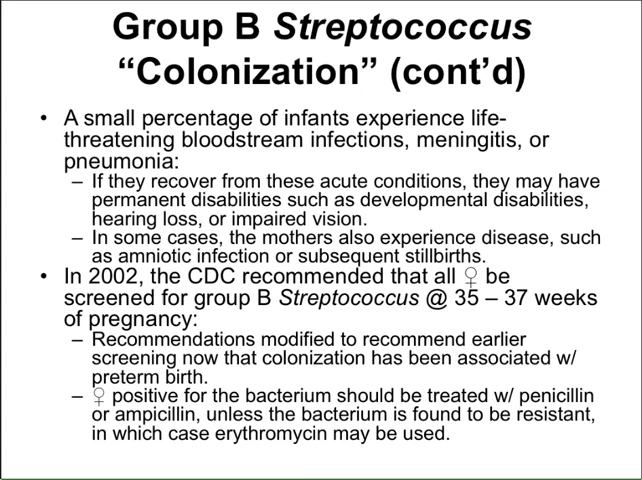 Group B Streptococcus
“Colonization” (cont’d)
• A small percentage of infants experience life-
threatening bloodstream infections, meningitis, or
pneumonia:
– If they recover from these acute conditions, they may have
permanent disabilities such as developmental disabilities,
hearing loss, or impaired vision.
– In some cases, the mothers also experience disease, such
as amniotic infection or subsequent stillbirths.
• In 2002, the CDC recommended that all ♀ be
screened for group B Streptococcus @ 35 – 37 weeks
of pregnancy:
– Recommendations modified to recommend earlier
screening now that colonization has been associated w/
preterm birth.
– ♀ positive for the bacterium should be treated w/ penicillin
or ampicillin, unless the bacterium is found to be resistant,
in which case erythromycin may be used.